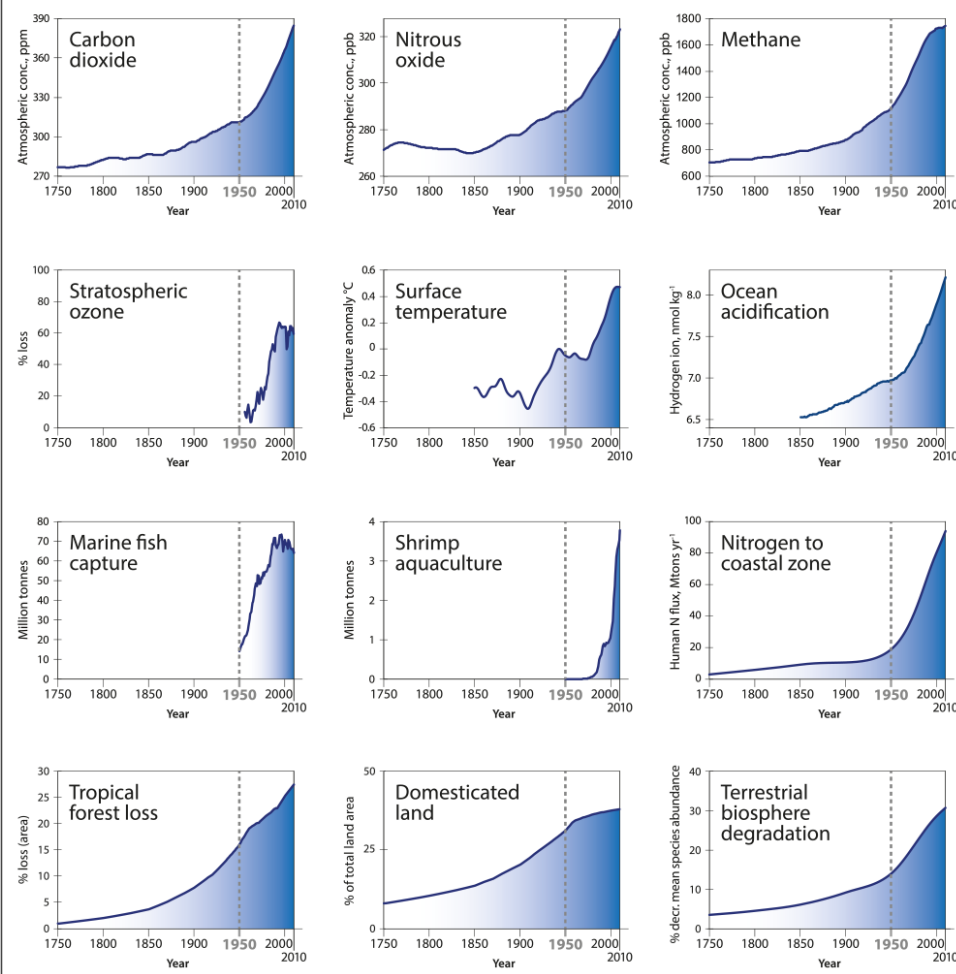 Carbon
dioxide
Atmospheric conc., ppm
390
360
330
300
270
1750 1800 1850 1900 1950 2000
2010
Year
Nitrous
oxide
Atmospheric conc., ppb
320
300
280
260
1750 1800 1850 1900 1950 2000
2010
Year
Methane
Atmospheric conc., ppb
1800
1600
1400
1200
1000
800
600
1750 1800 1850 1900 1950 2000
2010
Year
Stratospheric
ozone
% loss
100
80
60
40
20
0
1750 1800 1850 1900 1950 2000
2010
Year
Surface
temperature
Temperature anomaly °C
0.6
0.4
0.2
0
-0.2
-0.4
-0.6
1750 1800 1850 1900 1950 2000
2010
Year
Ocean
acidification
Hydrogen ion, nmol kg⁻¹
8.0
7.5
7.0
6.5
1750 1800 1850 1900 1950 2000
2010
Year
Marine fish
capture
Million tonnes
80
70
60
50
40
30
20
10
0
1750 1800 1850 1900 1950 2000
2010
Year
Shrimp
aquaculture
Million tonnes
4
3
2
1
0
1750 1800 1850 1900 1950 2000
2010
Year
Nitrogen to
coastal zone
Human N flux, Mtons yr⁻¹
100
80
60
40
20
0
1750 1800 1850 1900 1950 2000
2010
Year
Tropical
forest loss
% loss (area)
30
25
20
15
10
5
0
1750 1800 1850 1900 1950 2000
2010
Year
Domesticated
land
% of total land area
50
25
0
1750 1800 1850 1900 1950 2000
2010
Year
Terrestrial
biosphere
degradation
% decr. mean species abundance
40
30
20
10
0
1750 1800 1850 1900 1950 2000
2010
Year